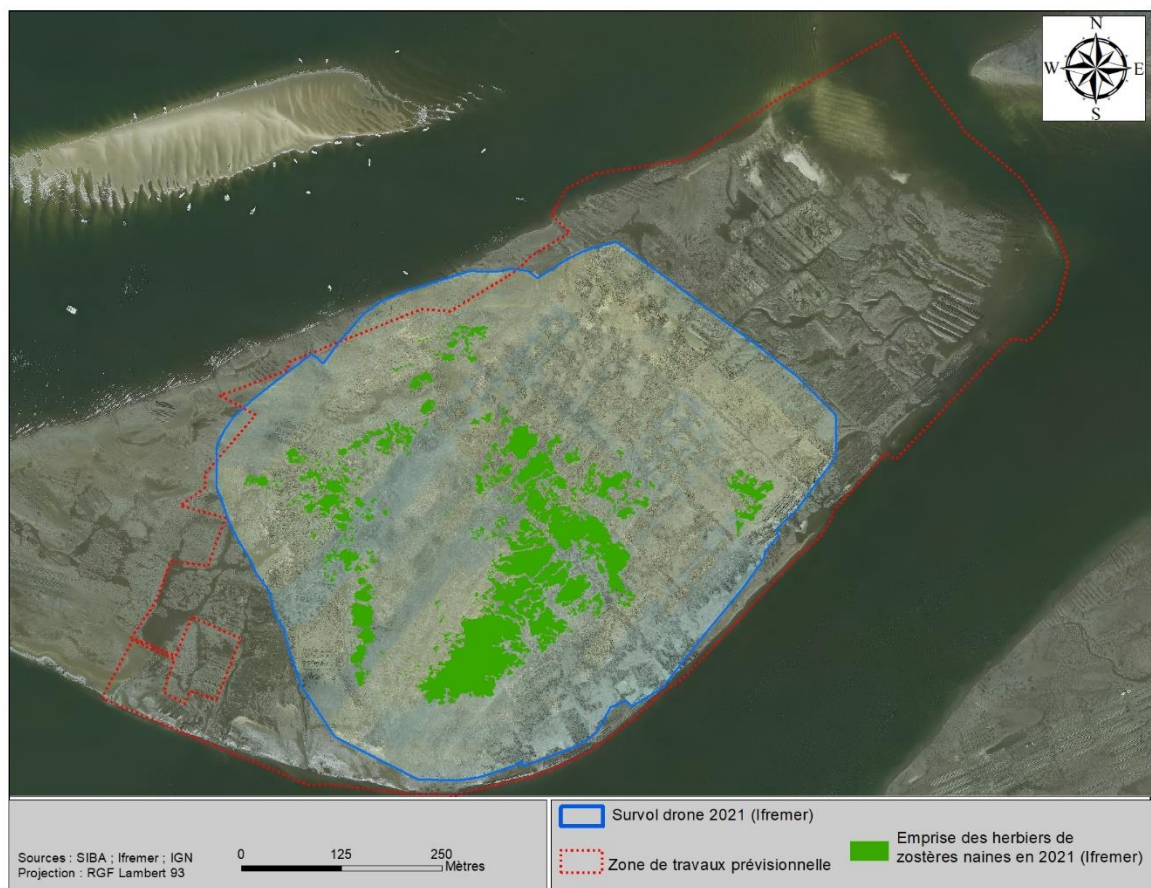 N
W E
S
Sources : SIBA ; Ifremer ; IGN
Projection : RGF Lambert 93
0 125 250
Mètres
Survol drone 2021 (Ifremer)
Zone de travaux prévisionnelle
Emprise des herbiers de
zostères naines en 2021 (Ifremer)